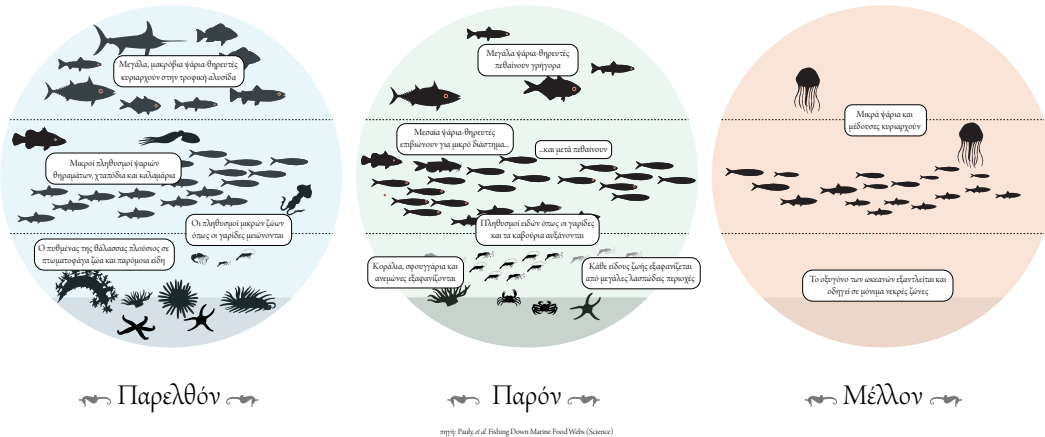 Μεγάλα, μακρόβια ψάρια-θηρευτές
κυριαρχούν στην τροφική αλυσίδα
Μικροί πληθυσμοί ψαριών
θηραμάτων, χταπόδια και καλαμάρια
Οι πληθυσμοί μικρών ζώων
όπως οι γαρίδες μειώνονται
Ο πυθμένας της θάλασσας πλούσιος σε
πτωματοφάγα ζώα και παρόμοια είδη
Παρελθόν
Μεγάλα ψάρια-θηρευτές
πεθαίνουν γρήγορα
Μεσαία ψάρια-θηρευτές
επιβιώνουν για μικρό διάστημα...
...και μετά πεθαίνουν
Πληθυσμοί ειδών όπως οι γαρίδες
και τα καβούρια αυξάνονται
Κοράλια, σφουγγάρια και
ανεμώνες εξαφανίζονται
Κάθε είδους ζωής εξαφανίζεται
από μεγάλες λασπώδεις περιοχές
Παρόν
Μικρά ψάρια και
μέδουσες κυριαρχούν
Το οξυγόνο των ωκεανών εξαντλείται και
οδηγεί σε μόνιμα νεκρές ζώνες
Μέλλον
πηγή: Pauly, et al. Fishing Down Marine Food Webs (Science)